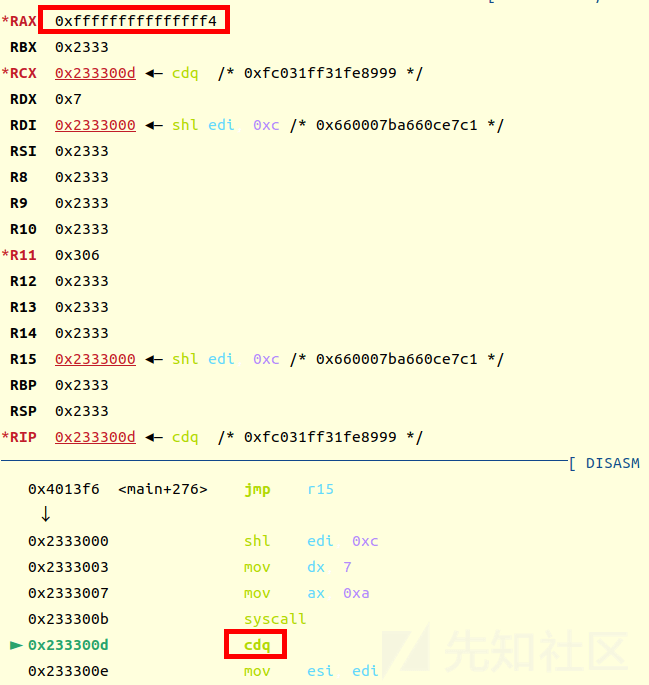 *RAX 0xfffffffffffffff4
RBX 0x2333
*RCX 0x233300d ◂— cdq /* 0xfc031ff31fe8999 */
RDX 0x7
RDI 0x2333000 ◂— shl edi 0xc /* 0x660007ba660ce7c1 */
RSI 0x2333
R8 0x2333
R9 0x2333
R10 0x2333
*R11 0x306
R12 0x2333
R13 0x2333
R14 0x2333
R15 0x2333000 ◂— shl edi 0xc /* 0x660007ba660ce7c1 */
RBP 0x2333
RSP 0x2333
*RIP 0x233300d ◂— cdq /* 0xfc031ff31fe8999 */
[ DISASM
0x4013f6 <main+276> jmp r15
↓
0x2333000 shl edi 0xc
0x2333003 mov dx 7
0x2333007 mov ax 0xa
0x233300b syscall
► 0x233300d cdq
0x233300e mov esi edi
先知社区